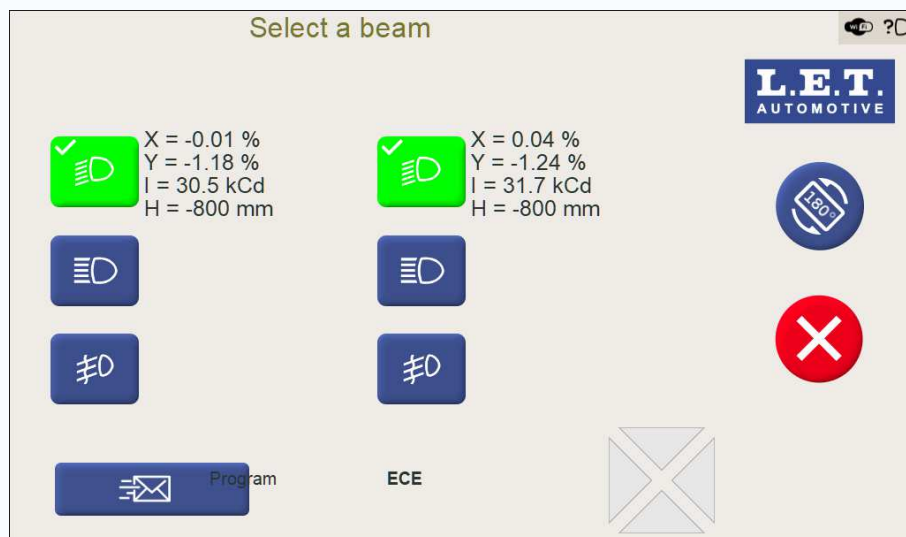 Select a beam
WiFi ?
L.E.T.
AUTOMOTIVE
X = -0.01 %
Y = -1.18 %
I = 30.5 kCd
H = -800 mm
X = 0.04 %
Y = -1.24 %
I = 31.7 kCd
H = -800 mm
180°
Program ECE